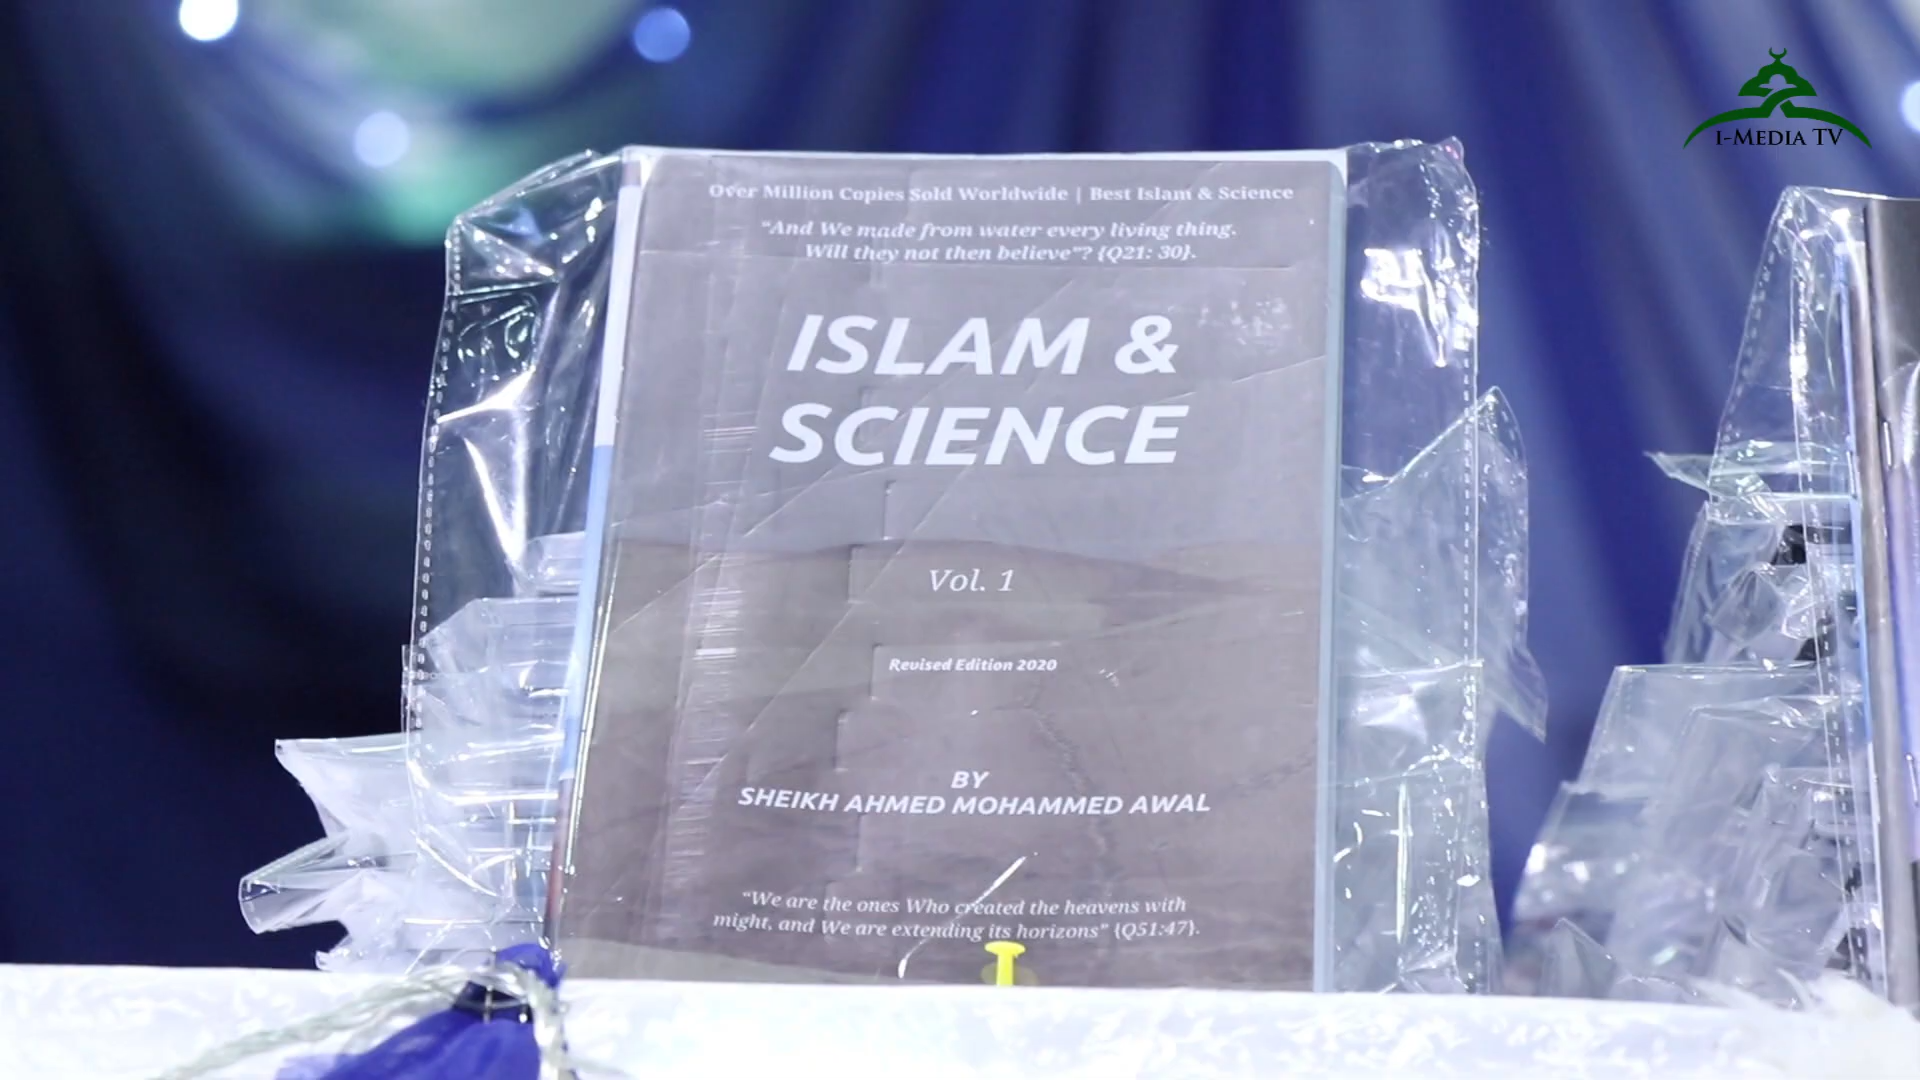 i-Media TV
Over Million Copies Sold Worldwide | Best Islam & Science
“And We made from water every living thing.
Will they not then believe”? {Q21: 30}.
ISLAM &
SCIENCE
Vol. 1
Revised Edition 2020
BY
SHEIKH AHMED MOHAMMED AWAL
“We are the ones Who created the heavens with
might, and We are extending its horizons” {Q51:47}.